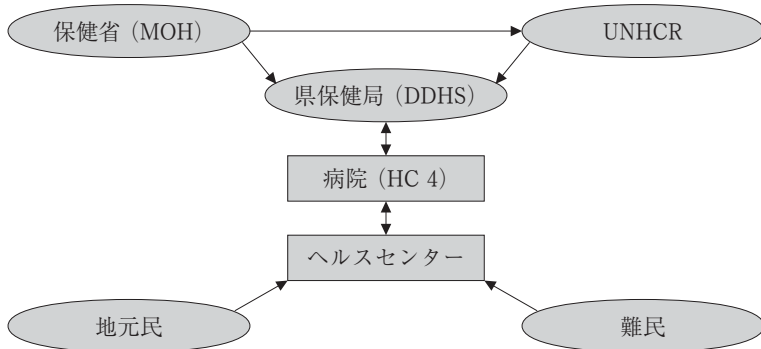 保健省（MOH）
UNHCR
県保健局（DDHS）
病院（HC 4）
ヘルスセンター
地元民
難民